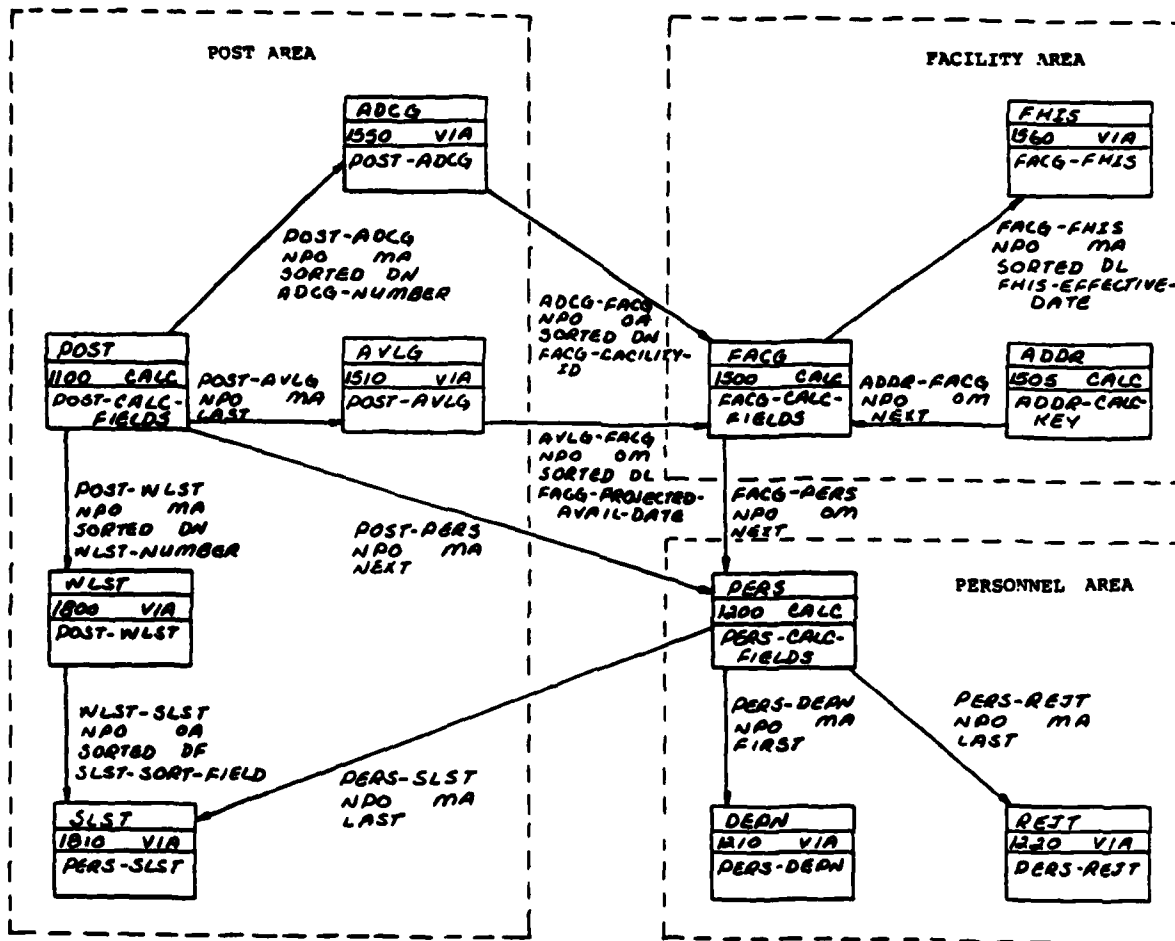 POST AREA
FACILITY AREA
ADCG
1550 VIA
POST-ADCG
FHIS
1560 VIA
FACG-FHIS
POST-ADCG
NPO MA
SORTED DN
ADCG-NUMBER
FACG-FHIS
NPO MA
SORTED DL
FHIS-EFFECTIVE-
DATE
ADCG-FACG
NPO OA
SORTED DN
FACG-CACILITY-
ID
POST
1100 CALC
POST-CALC-
FIELDS
POST-AVLG
NPO MA
LAST
AVLG
1510 VIA
POST-AVLG
FACG
1500 CALC
FACG-CALC-
FIELDS
ADDR-FACG
NPO OM
NEXT
ADDR
1505 CALC
ADDR-CALC-
KEY
AVLG-FACG
NPO OM
SORTED DL
FACG-PROJECTED-
AVAIL-DATE
POST-WLST
NPO MA
SORTED DN
WLST-NUMBER
POST-PERS
NPO MA
NEXT
FACG-PERS
NPO OM
NEXT
WLST
1800 VIA
POST-WLST
PERS
1200 CALC
PERS-CALC-
FIELDS
PERSONNEL AREA
WLST-SLST
NPO OA
SORTED DF
SLST-SORT-FIELD
PERS-SLST
NPO MA
LAST
PERS-DEPN
NPO MA
FIRST
PERS-REJT
NPO MA
LAST
SLST
1810 VIA
PERS-SLST
DEPN
1210 VIA
PERS-DEPN
REJT
1220 VIA
PERS-REJT